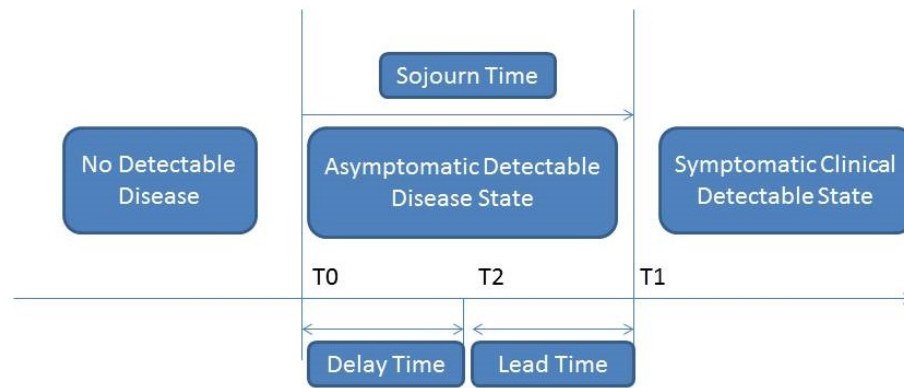 Sojourn Time
No Detectable
Disease
Asymptomatic Detectable
Disease State
Symptomatic Clinical
Detectable State
T0
T2
T1
Delay Time
Lead Time